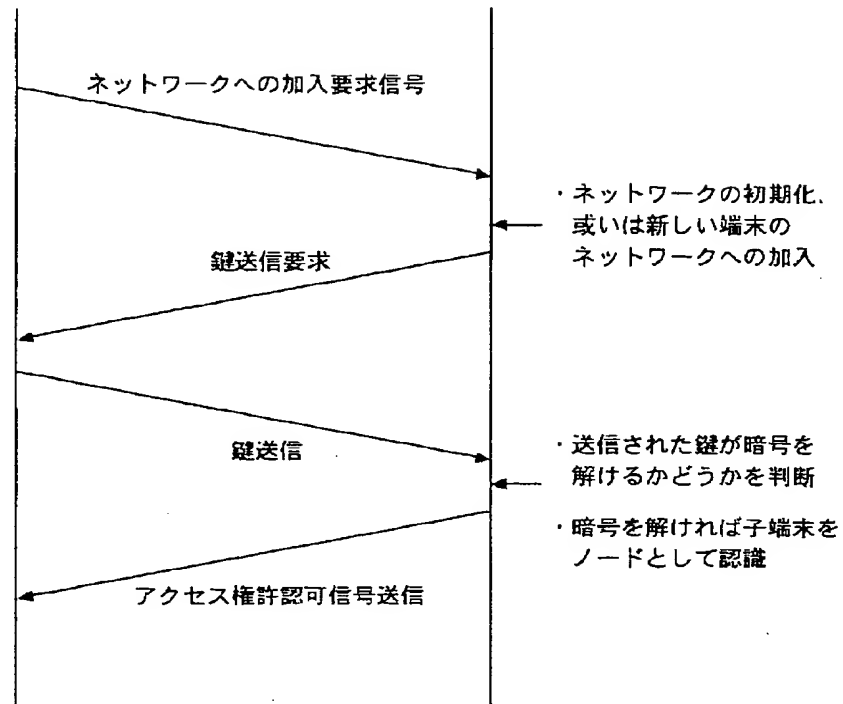 ネットワークへの加入要求信号
・ネットワークの初期化、
或いは新しい端末の
ネットワークへの加入
鍵送信要求
鍵送信
・送信された鍵が暗号を
解けるかどうかを判断
・暗号を解ければ子端末を
ノードとして認識
アクセス権許認可信号送信